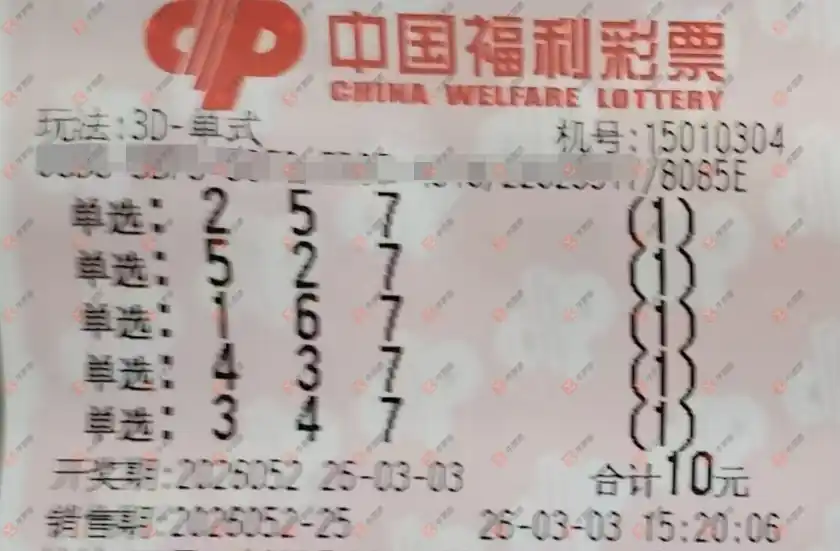 中国福利彩票
CHINA WELFARE LOTTERY
玩法:3D-单式 机号:15010304
/8085E
单选: 2 5 7 (1)
单选: 5 2 7 (1)
单选: 1 6 7 (1)
单选: 4 3 7 (1)
单选: 3 4 7 (1)
开奖期:2026052 26-03-03 合计10元
销售期:2026052-25 26-03-03 15:20:06